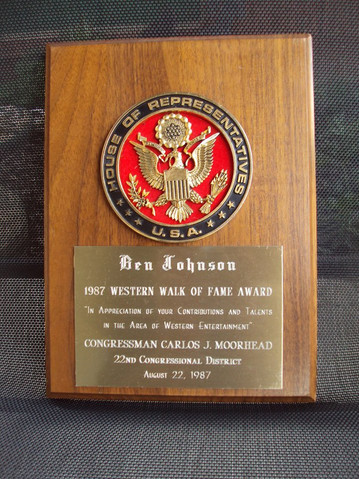 HOUSE OF REPRESENTATIVES
U.S.A.
Ben Johnson
1987 WESTERN WALK OF FAME AWARD
"IN APPRECIATION OF YOUR CONTRIBUTIONS AND TALENTS
IN THE AREA OF WESTERN ENTERTAINMENT"
CONGRESSMAN CARLOS J. MOORHEAD
22ND CONGRESSIONAL DISTRICT
AUGUST 22, 1987